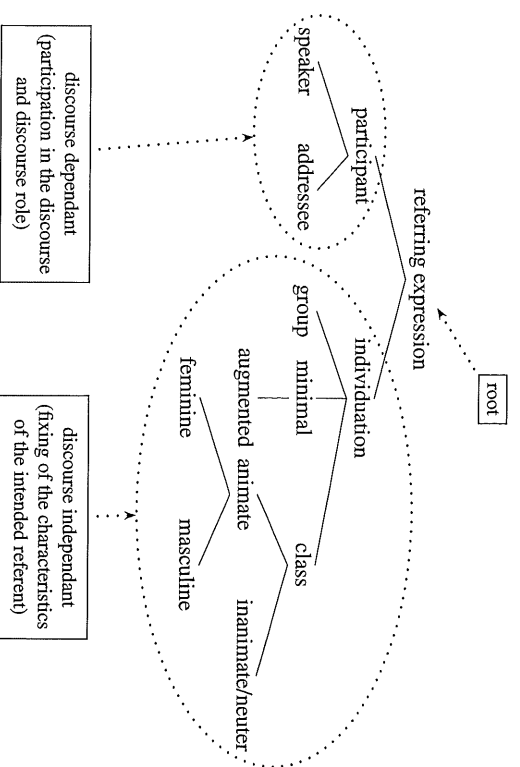 root
referring expression
participant
individuation
speaker
addressee
group
minimal
class
augmented
animate
inanimate/neuter
feminine
masculine
discourse dependant
(participation in the discourse
and discourse role)
discourse independant
(fixing of the characteristics
of the intended referent)